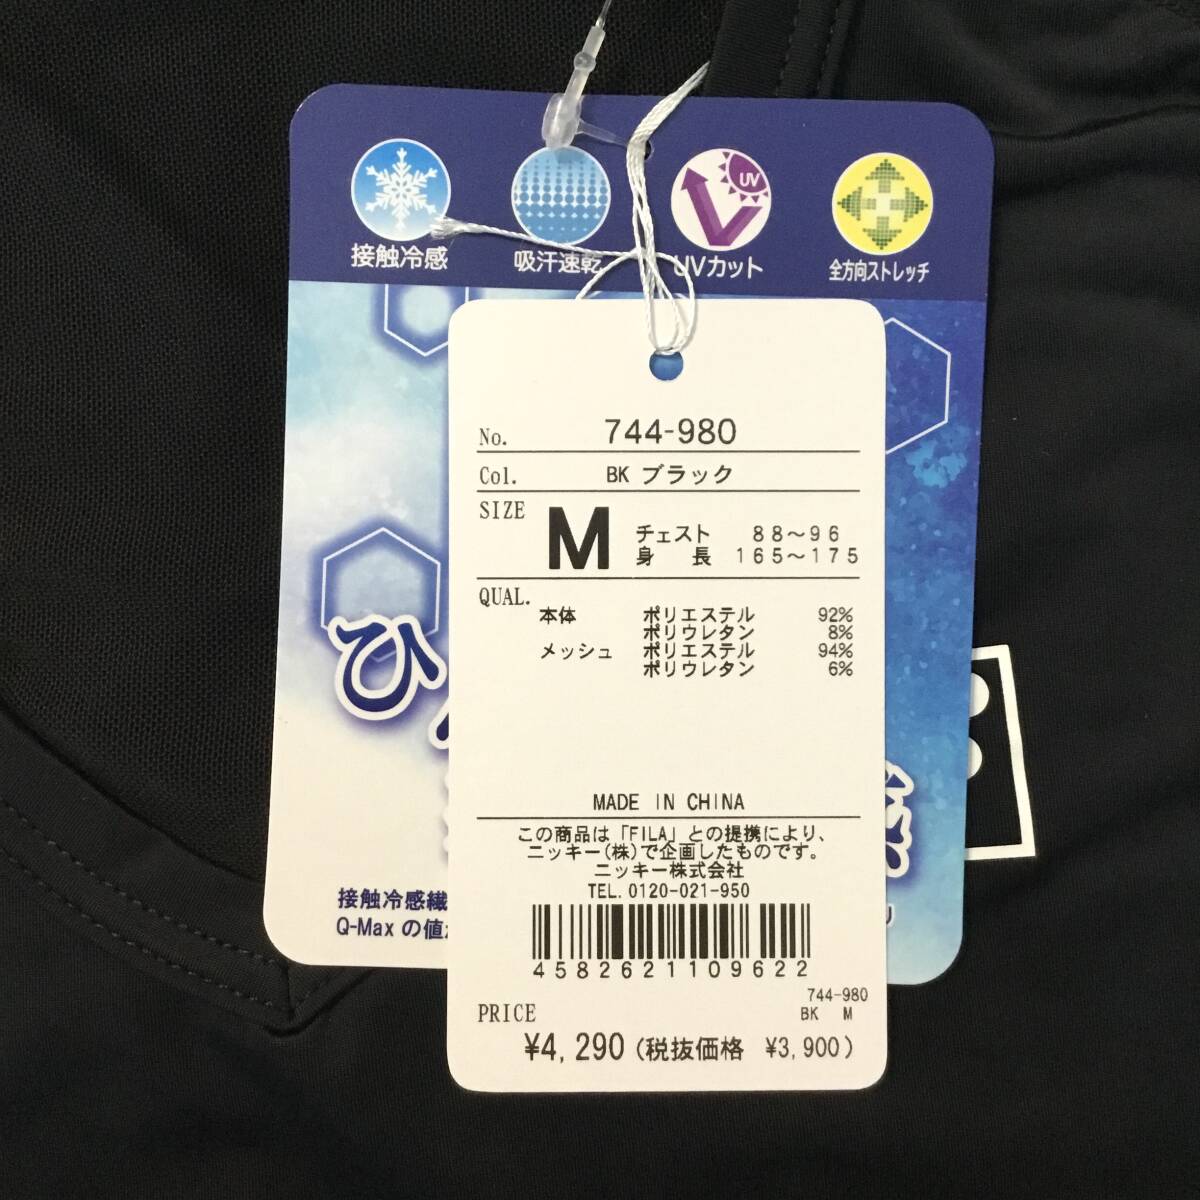 接触冷感
吸汗速乾
UVカット
UV
全方向ストレッチ
No. 744-980
Col. BK ブラック
SIZE M チェスト 88～96
身 長 165～175
QUAL.
本体 ポリエステル 92%
ポリウレタン 8%
メッシュ ポリエステル 94%
ポリウレタン 6%
ひ
MADE IN CHINA
この商品は「FILA」との提携により、
ニッキー(株)で企画したものです。
ニッキー株式会社
TEL.0120-021-950
4582621109622
接触冷感繊
Q-Max の値
り
744-980
BK M
PRICE
¥4,290 (税抜価格 ¥3,900)